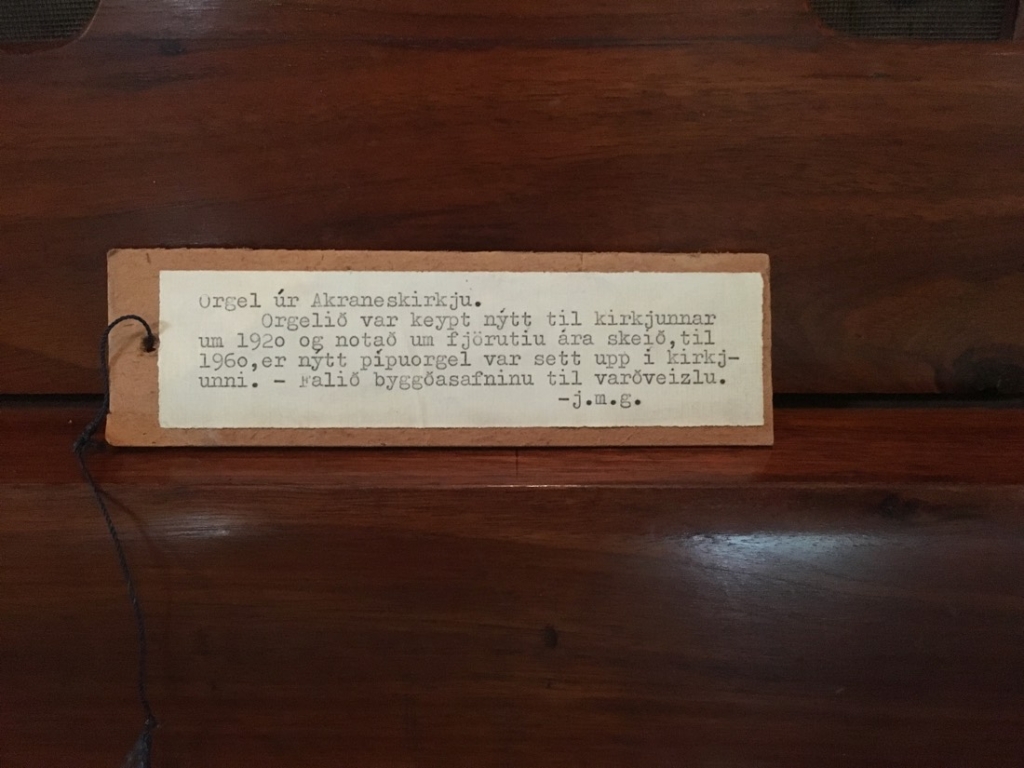 Orgel úr Akraneskirkju.
Orgelið var keypt nýtt til kirkjunnar
um 192o og notað um fjörutiu ára skeið,til
196o,er nýtt pípuorgel var sett upp i kirkj-
unni. - Falið byggðasafninu til varðveizlu.
-j.m.g.